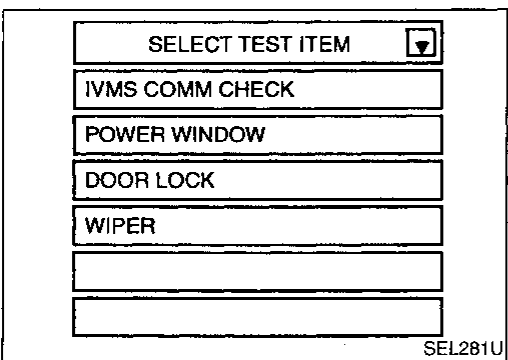 SELECT TEST ITEM
IVMS COMM CHECK
POWER WINDOW
DOOR LOCK
WIPER
SEL281U